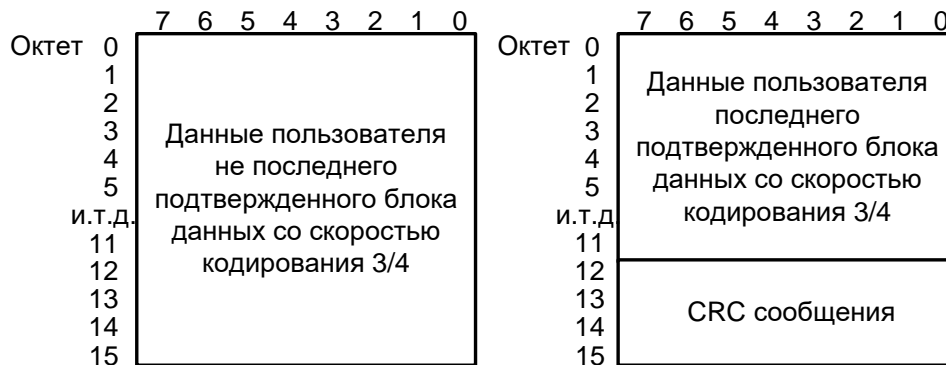 7 6 5 4 3 2 1 0
Октет 0
1
2
3
4
5
и.т.д.
11
12
13
14
15
Данные пользователя
не последнего
подтвержденного блока
данных со скоростью
кодирования 3/4
7 6 5 4 3 2 1 0
Октет 0
1
2
3
4
5
и.т.д.
11
12
13
14
15
Данные пользователя
последнего
подтвержденного блока
данных со скоростью
кодирования 3/4
CRC сообщения